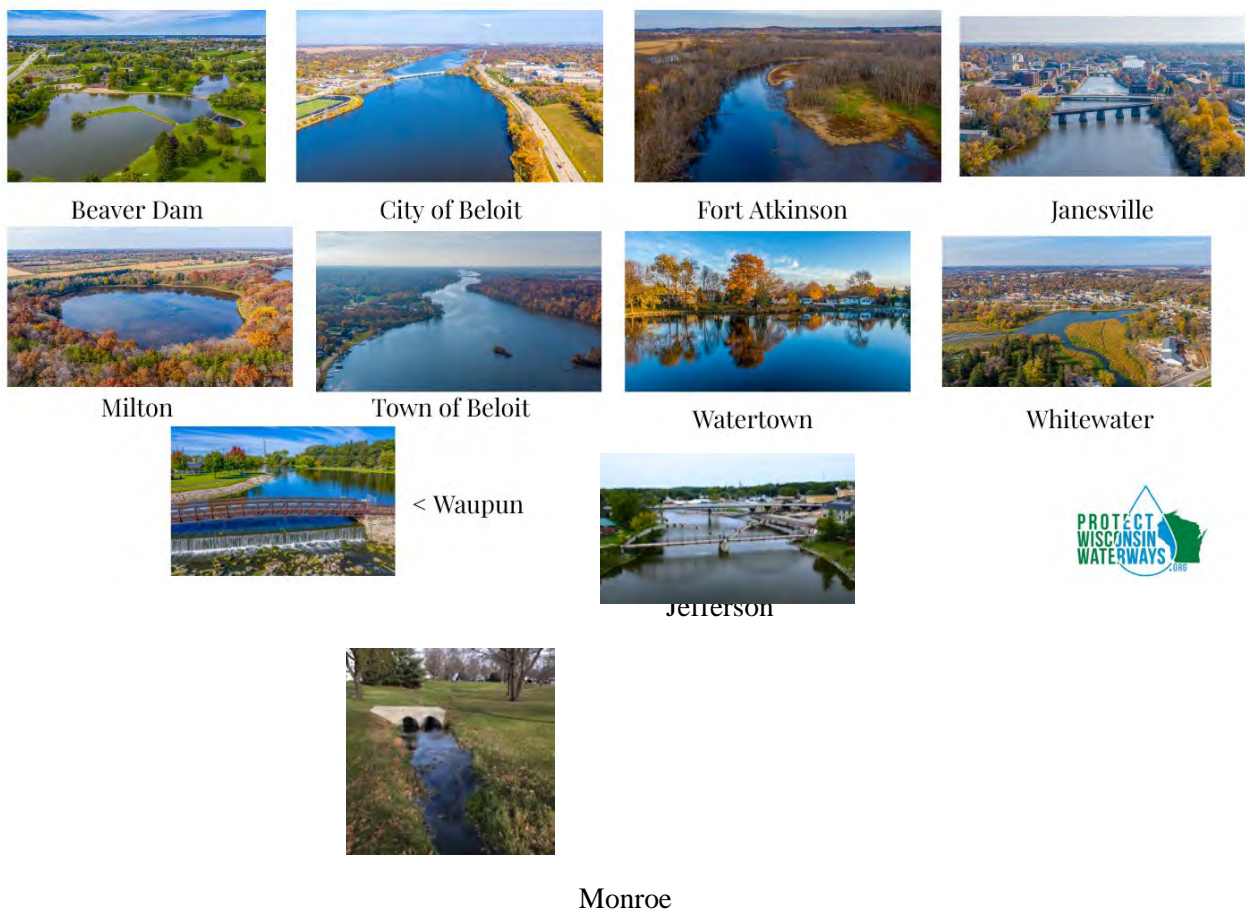 Beaver Dam
City of Beloit
Fort Atkinson
Janesville
Milton
Town of Beloit
Watertown
Whitewater
< Waupun
PROTECT
WISCONSIN
WATERWAYS
.ORG
Jefferson
Monroe